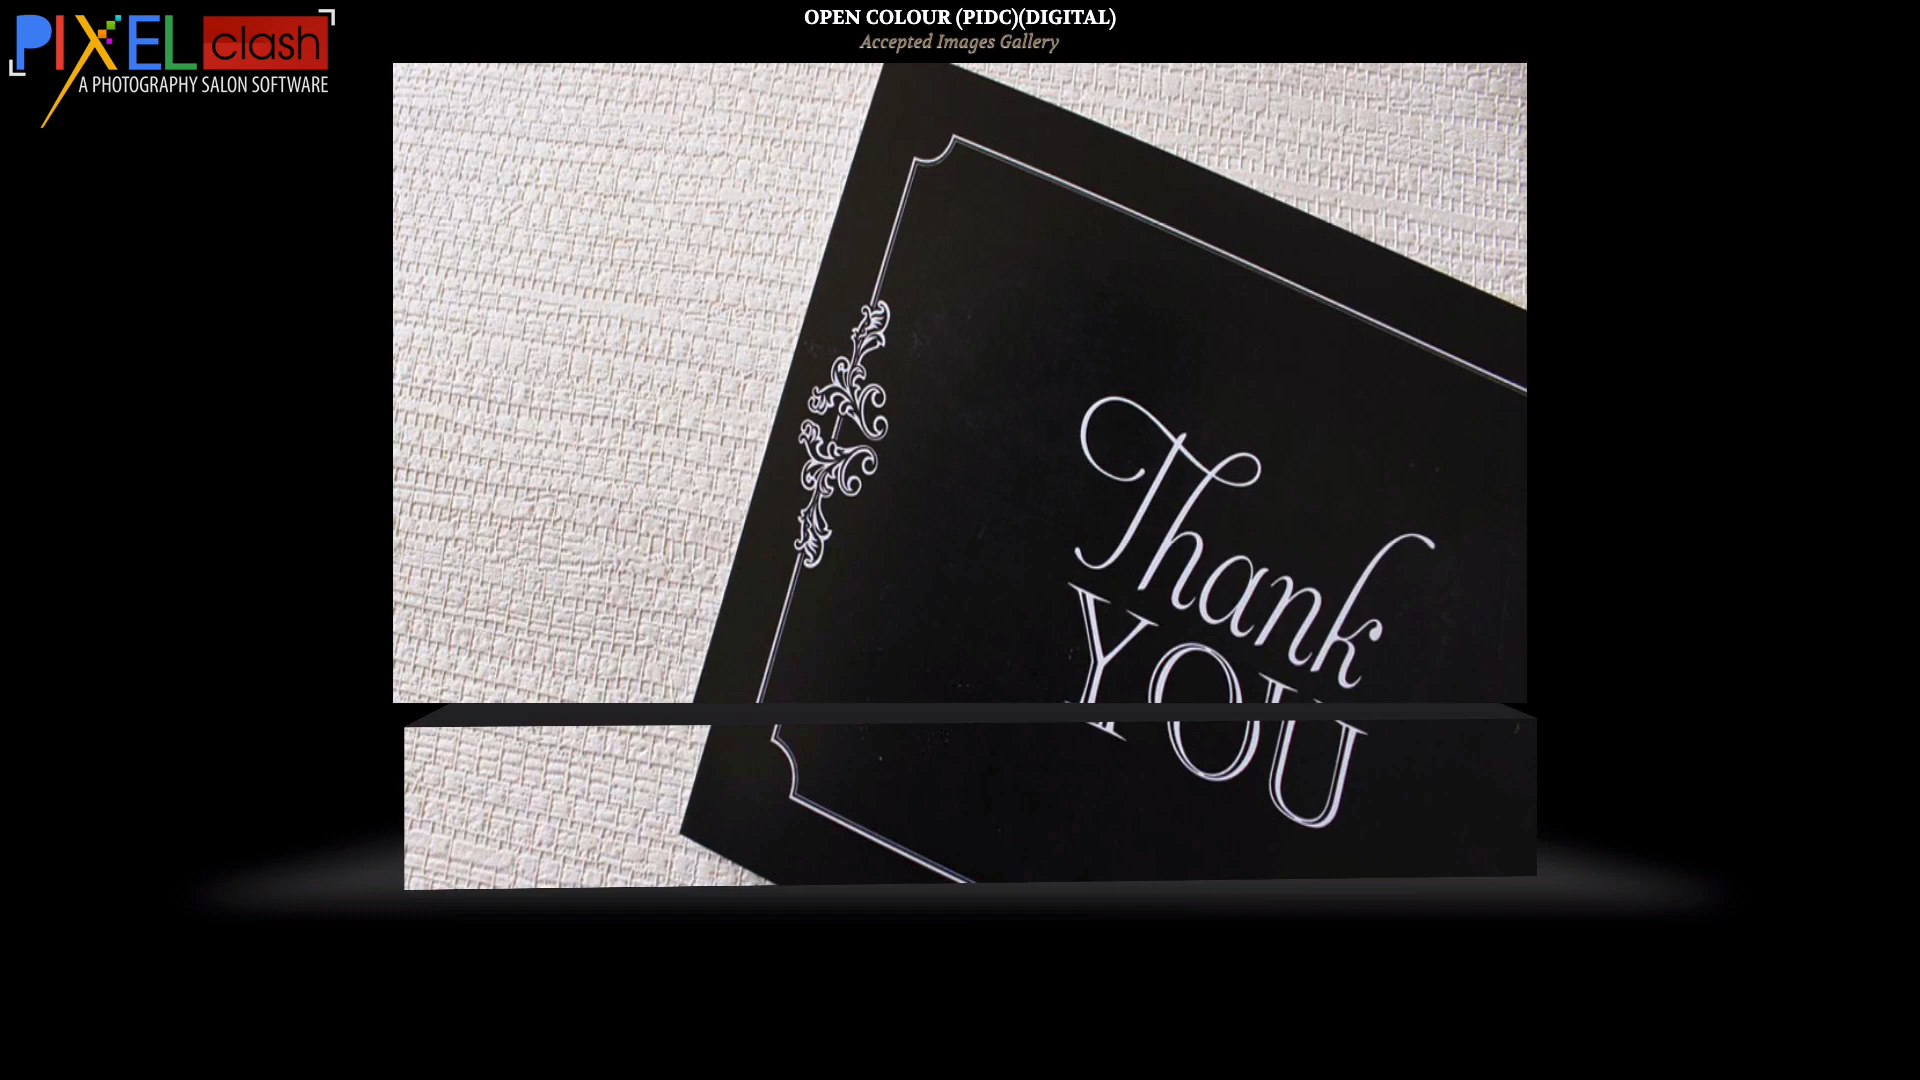 PIXEL clash
A PHOTOGRAPHY SALON SOFTWARE
OPEN COLOUR (PIDC)(DIGITAL)
Accepted Images Gallery
Thank
YOU